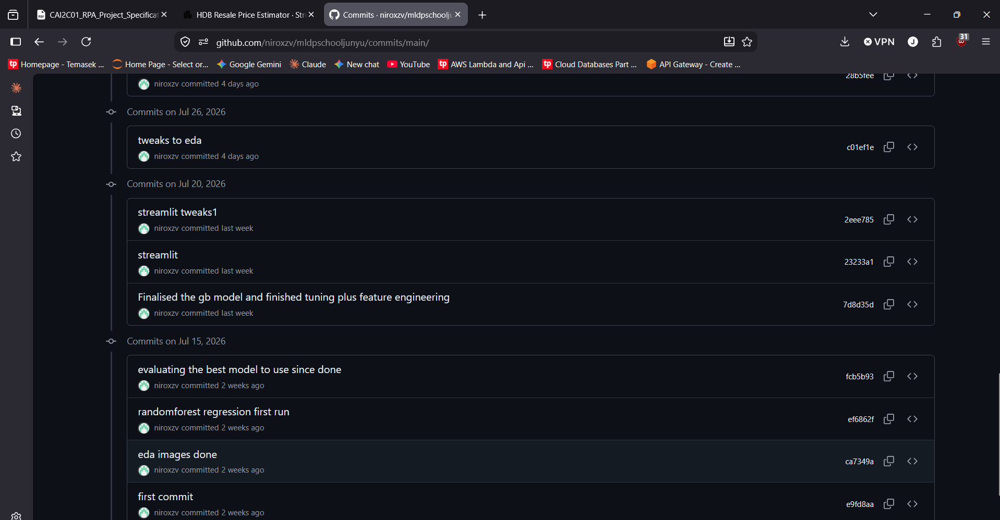 CAI2C01_RPA_Project_Specificat
HDB Resale Price Estimator · Str
Commits · niroxzv/mldpschoolju
github.com/niroxzv/mldpschooljunyu/commits/main/
VPN
J
31
Homepage - Temasek ...
Home Page - Select or...
Google Gemini
Claude
New chat
YouTube
tp
AWS Lambda and Api ...
tp
Cloud Databases Part ...
API Gateway - Create ...
niroxzv committed 4 days ago
28b5fee
Commits on Jul 26, 2026
tweaks to eda
niroxzv committed 4 days ago
c01ef1e
Commits on Jul 20, 2026
streamlit tweaks1
niroxzv committed last week
2eee785
streamlit
niroxzv committed last week
23233a1
Finalised the gb model and finished tuning plus feature engineering
niroxzv committed last week
7d8d35d
Commits on Jul 15, 2026
evaluating the best model to use since done
niroxzv committed 2 weeks ago
fcb5b93
randomforest regression first run
niroxzv committed 2 weeks ago
ef6862f
eda images done
niroxzv committed 2 weeks ago
ca7349a
first commit
niroxzv committed 2 weeks ago
e9fd8aa